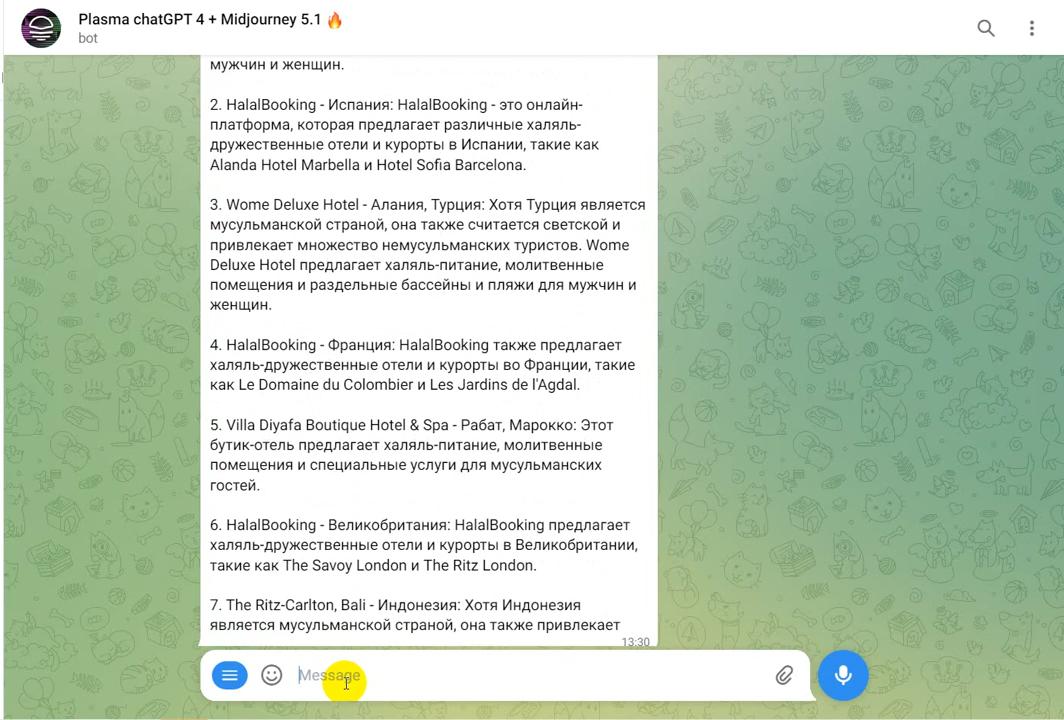 Plasma chatGPT 4 + Midjourney 5.1 🔥
bot
мужчин и женщин.
2. HalalBooking - Испания: HalalBooking - это онлайн-
платформа, которая предлагает различные халяль-
дружественные отели и курорты в Испании, такие как
Alanda Hotel Marbella и Hotel Sofia Barcelona.
3. Wome Deluxe Hotel - Алания, Турция: Хотя Турция является
мусульманской страной, она также считается светской и
привлекает множество немусульманских туристов. Wome
Deluxe Hotel предлагает халяль-питание, молитвенные
помещения и раздельные бассейны и пляжи для мужчин и
женщин.
4. HalalBooking - Франция: HalalBooking также предлагает
халяль-дружественные отели и курорты во Франции, такие
как Le Domaine du Colombier и Les Jardins de l'Agdal.
5. Villa Diyafa Boutique Hotel & Spa - Рабат, Марокко: Этот
бутик-отель предлагает халяль-питание, молитвенные
помещения и специальные услуги для мусульманских
гостей.
6. HalalBooking - Великобритания: HalalBooking предлагает
халяль-дружественные отели и курорты в Великобритании,
такие как The Savoy London и The Ritz London.
7. The Ritz-Carlton, Bali - Индонезия: Хотя Индонезия
является мусульманской страной, она также привлекает
13:30
Message